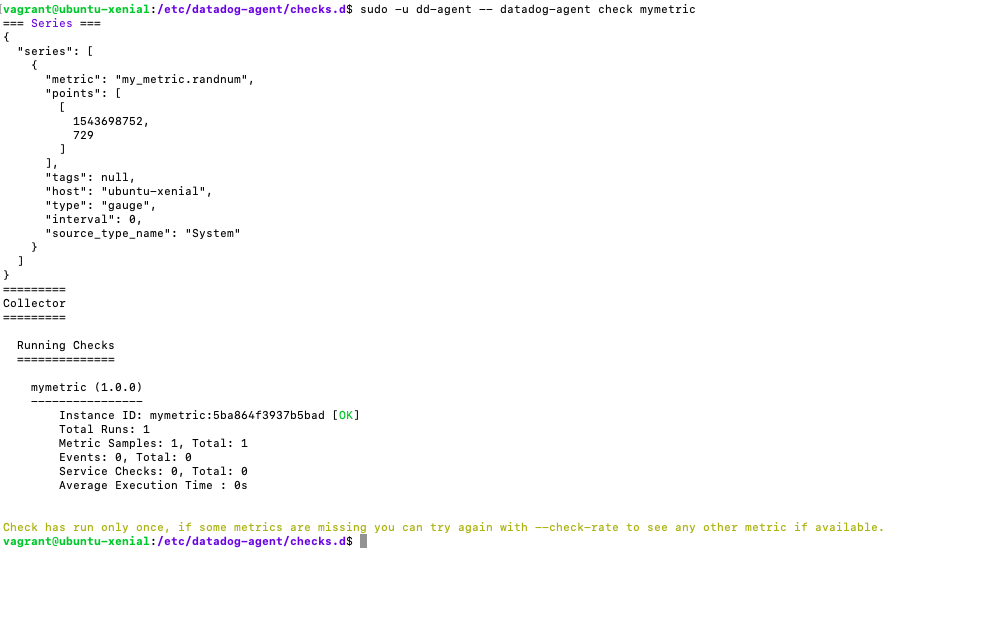 vagrant@ubuntu-xenial:/etc/datadog-agent/checks.d$ sudo -u dd-agent -- datadog-agent check mymetric
=== Series ===
{
  "series": [
    {
      "metric": "my_metric.randnum",
      "points": [
        [
          1543698752,
          729
        ]
      ],
      "tags": null,
      "host": "ubuntu-xenial",
      "type": "gauge",
      "interval": 0,
      "source_type_name": "System"
    }
  ]
}
=========
Collector
=========

  Running Checks
  ==============

    mymetric (1.0.0)
    ----------------
        Instance ID: mymetric:5ba864f3937b5bad [OK]
        Total Runs: 1
        Metric Samples: 1, Total: 1
        Events: 0, Total: 0
        Service Checks: 0, Total: 0
        Average Execution Time : 0s


Check has run only once, if some metrics are missing you can try again with --check-rate to see any other metric if available.
vagrant@ubuntu-xenial:/etc/datadog-agent/checks.d$